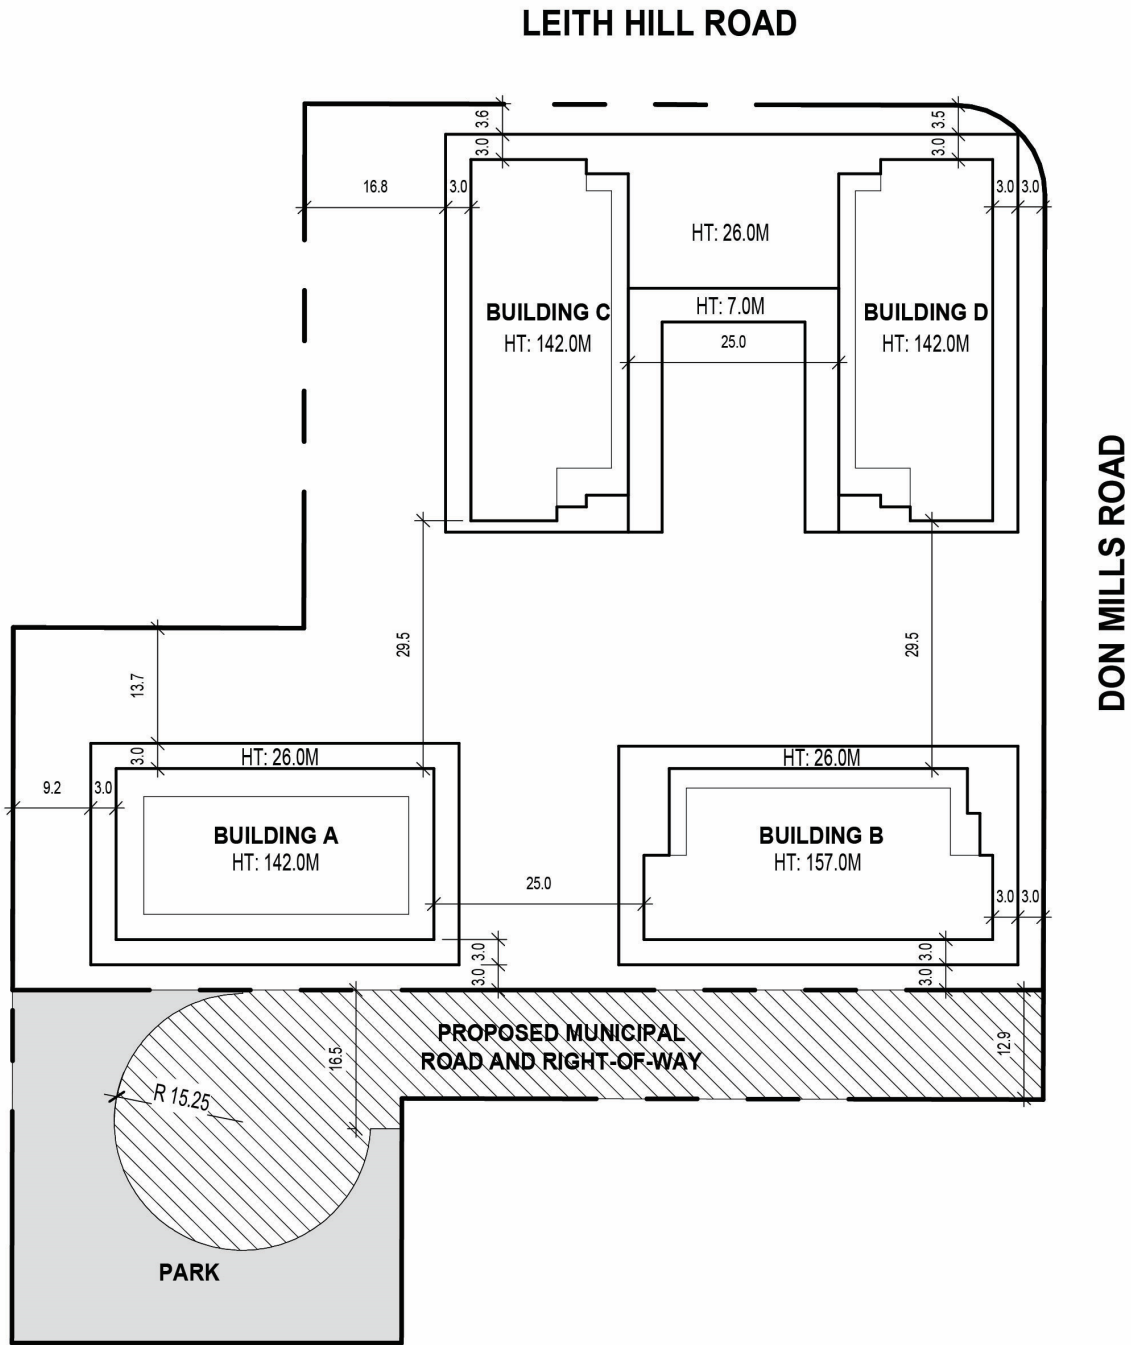 LEITH HILL ROAD
3.6
3.5
3.0
3.0
16.8
3.0
3.0
3.0
HT: 26.0M
HT: 7.0M
BUILDING C
HT: 142.0M
BUILDING D
HT: 142.0M
25.0
DON MILLS ROAD
29.5
29.5
13.7
3.0
HT: 26.0M
HT: 26.0M
9.2
3.0
BUILDING A
HT: 142.0M
BUILDING B
HT: 157.0M
25.0
3.0
3.0
3.0
3.0
3.0
3.0
PROPOSED MUNICIPAL
ROAD AND RIGHT-OF-WAY
16.5
12.9
R 15.25
PARK